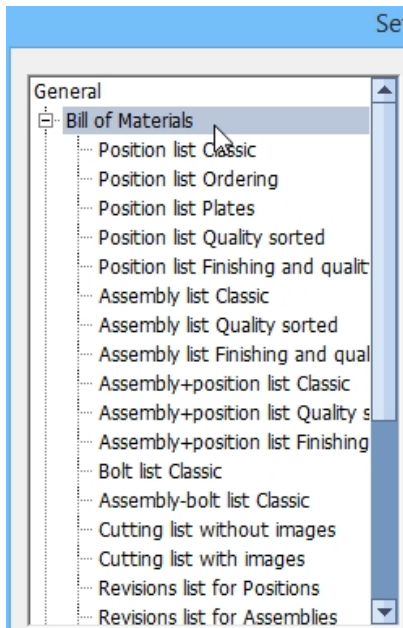 Se
General
Bill of Materials
Position list Classic
Position list Ordering
Position list Plates
Position list Quality sorted
Position list Finishing and qualit
Assembly list Classic
Assembly list Quality sorted
Assembly list Finishing and qual
Assembly+position list Classic
Assembly+position list Quality s
Assembly+position list Finishing
Bolt list Classic
Assembly-bolt list Classic
Cutting list without images
Cutting list with images
Revisions list for Positions
Revisions list for Assemblies